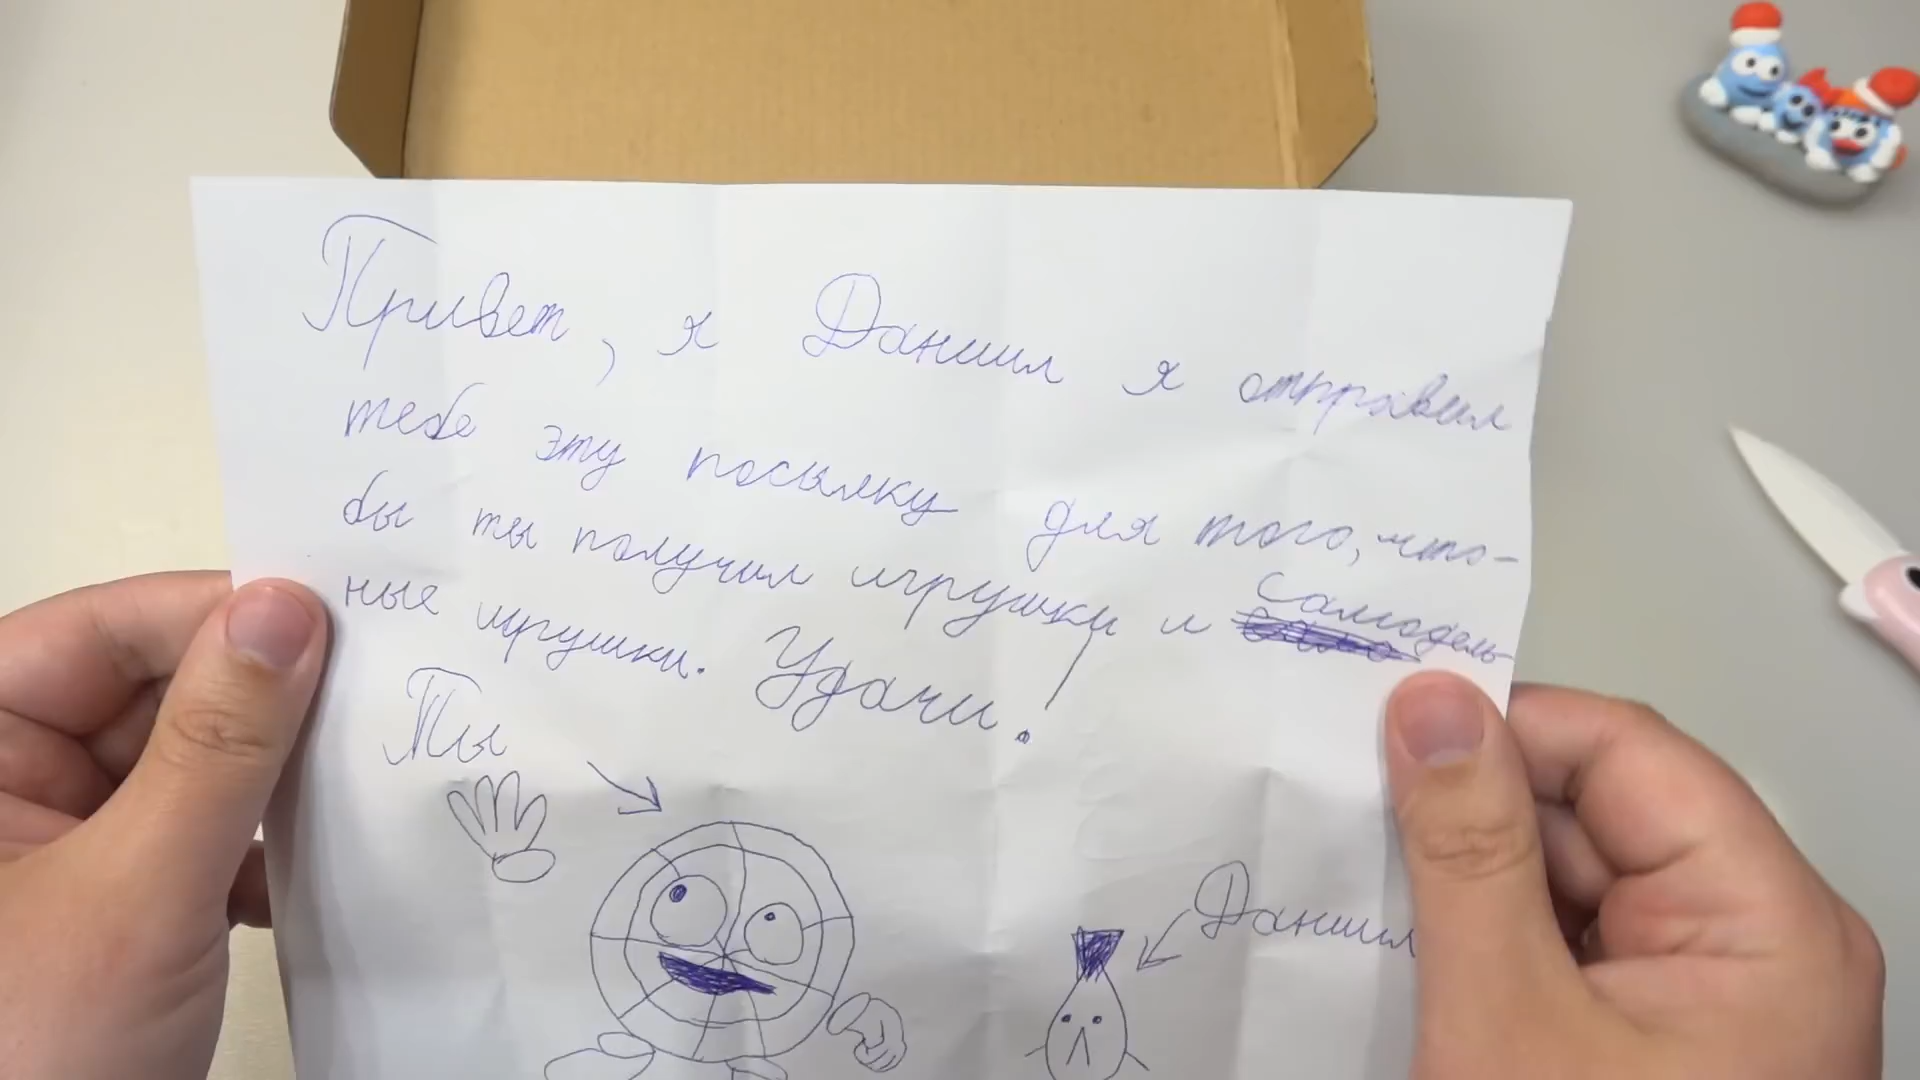 Привет, я Даниил я отправил
тебе эту посылку для того, что-
бы ты получил игрушки и самодель-
ные игрушки. Удачи!
Ты
Даниил